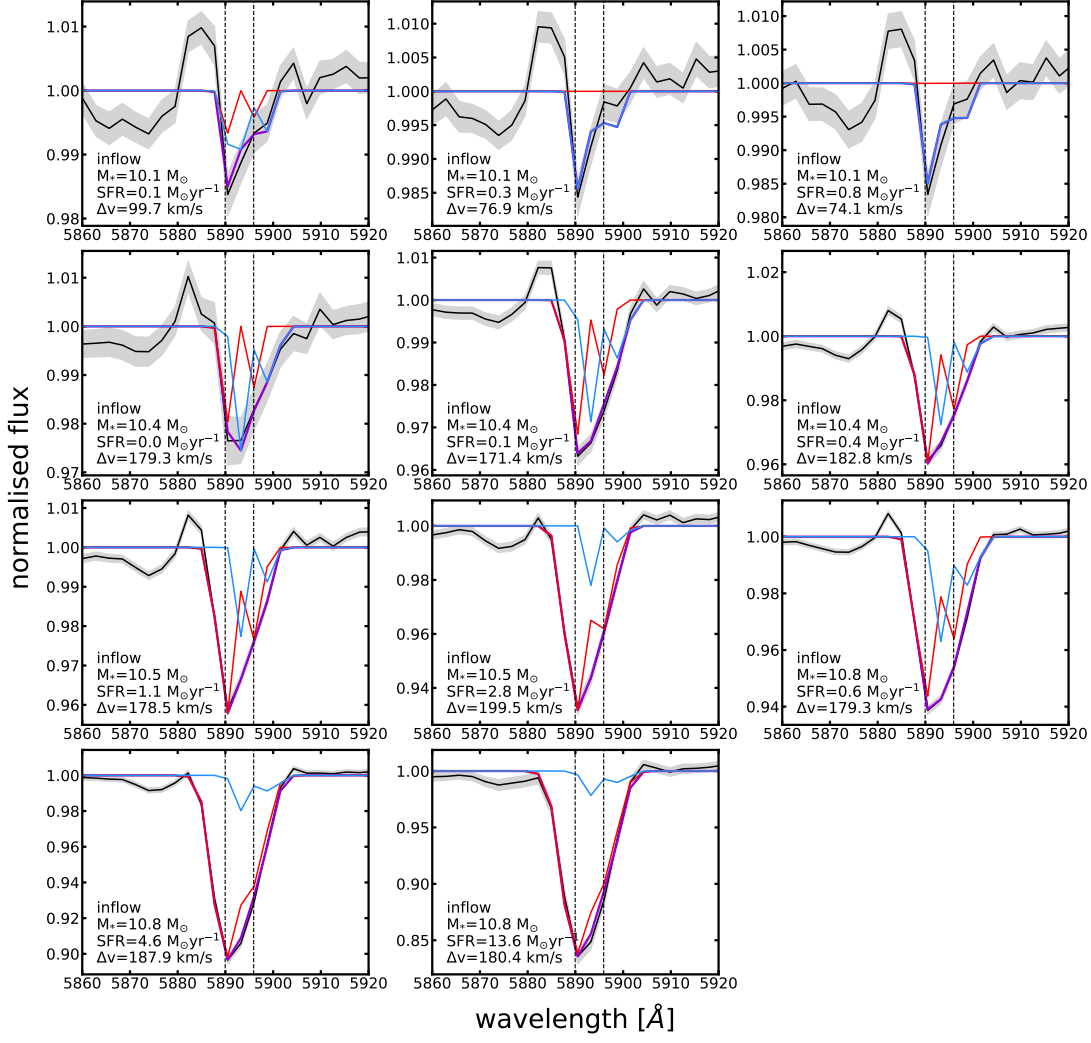 1.01
1.00
0.99
0.98
5860 5870 5880 5890 5900 5910 5920
inflow
M*=10.1 M⊙
SFR=0.1 M⊙yr⁻¹
Δv=99.7 km/s
1.010
1.005
1.000
0.995
0.990
0.985
5860 5870 5880 5890 5900 5910 5920
inflow
M*=10.1 M⊙
SFR=0.3 M⊙yr⁻¹
Δv=76.9 km/s
1.010
1.005
1.000
0.995
0.990
0.985
0.980
5860 5870 5880 5890 5900 5910 5920
inflow
M*=10.1 M⊙
SFR=0.8 M⊙yr⁻¹
Δv=74.1 km/s
1.01
1.00
0.99
0.98
0.97
5860 5870 5880 5890 5900 5910 5920
inflow
M*=10.4 M⊙
SFR=0.0 M⊙yr⁻¹
Δv=179.3 km/s
1.01
1.00
0.99
0.98
0.97
0.96
5860 5870 5880 5890 5900 5910 5920
inflow
M*=10.4 M⊙
SFR=0.1 M⊙yr⁻¹
Δv=171.4 km/s
1.02
1.00
0.98
0.96
5860 5870 5880 5890 5900 5910 5920
inflow
M*=10.4 M⊙
SFR=0.4 M⊙yr⁻¹
Δv=182.8 km/s
normalised flux
1.01
1.00
0.99
0.98
0.97
0.96
5860 5870 5880 5890 5900 5910 5920
inflow
M*=10.5 M⊙
SFR=1.1 M⊙yr⁻¹
Δv=178.5 km/s
1.00
0.98
0.96
0.94
5860 5870 5880 5890 5900 5910 5920
inflow
M*=10.5 M⊙
SFR=2.8 M⊙yr⁻¹
Δv=199.5 km/s
1.00
0.98
0.96
0.94
5860 5870 5880 5890 5900 5910 5920
inflow
M*=10.8 M⊙
SFR=0.6 M⊙yr⁻¹
Δv=179.3 km/s
1.00
0.98
0.96
0.94
0.92
0.90
5860 5870 5880 5890 5900 5910 5920
inflow
M*=10.8 M⊙
SFR=4.6 M⊙yr⁻¹
Δv=187.9 km/s
1.00
0.95
0.90
0.85
5860 5870 5880 5890 5900 5910 5920
inflow
M*=10.8 M⊙
SFR=13.6 M⊙yr⁻¹
Δv=180.4 km/s
wavelength [Å]